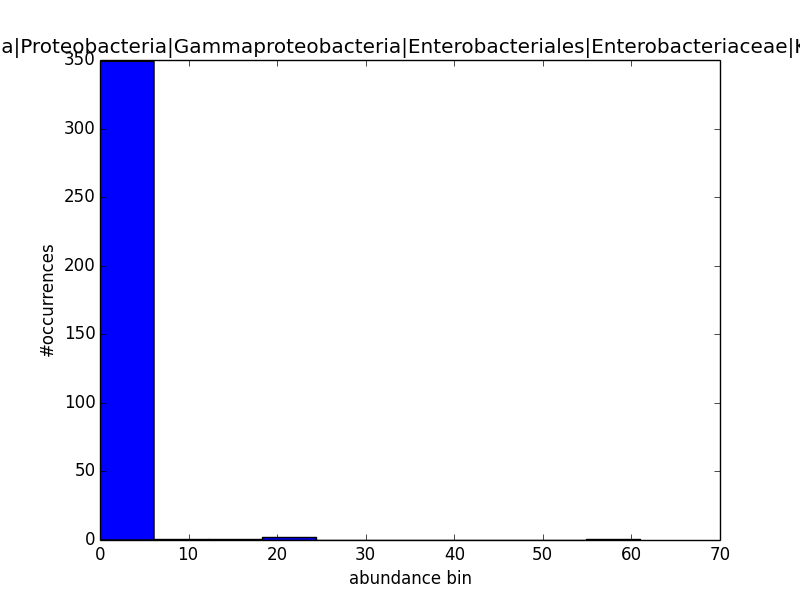 a|Proteobacteria|Gammaproteobacteria|Enterobacteriales|Enterobacteriaceae|K
350
300
250
200
150
100
50
0
#occurrences
0 10 20 30 40 50 60 70
abundance bin